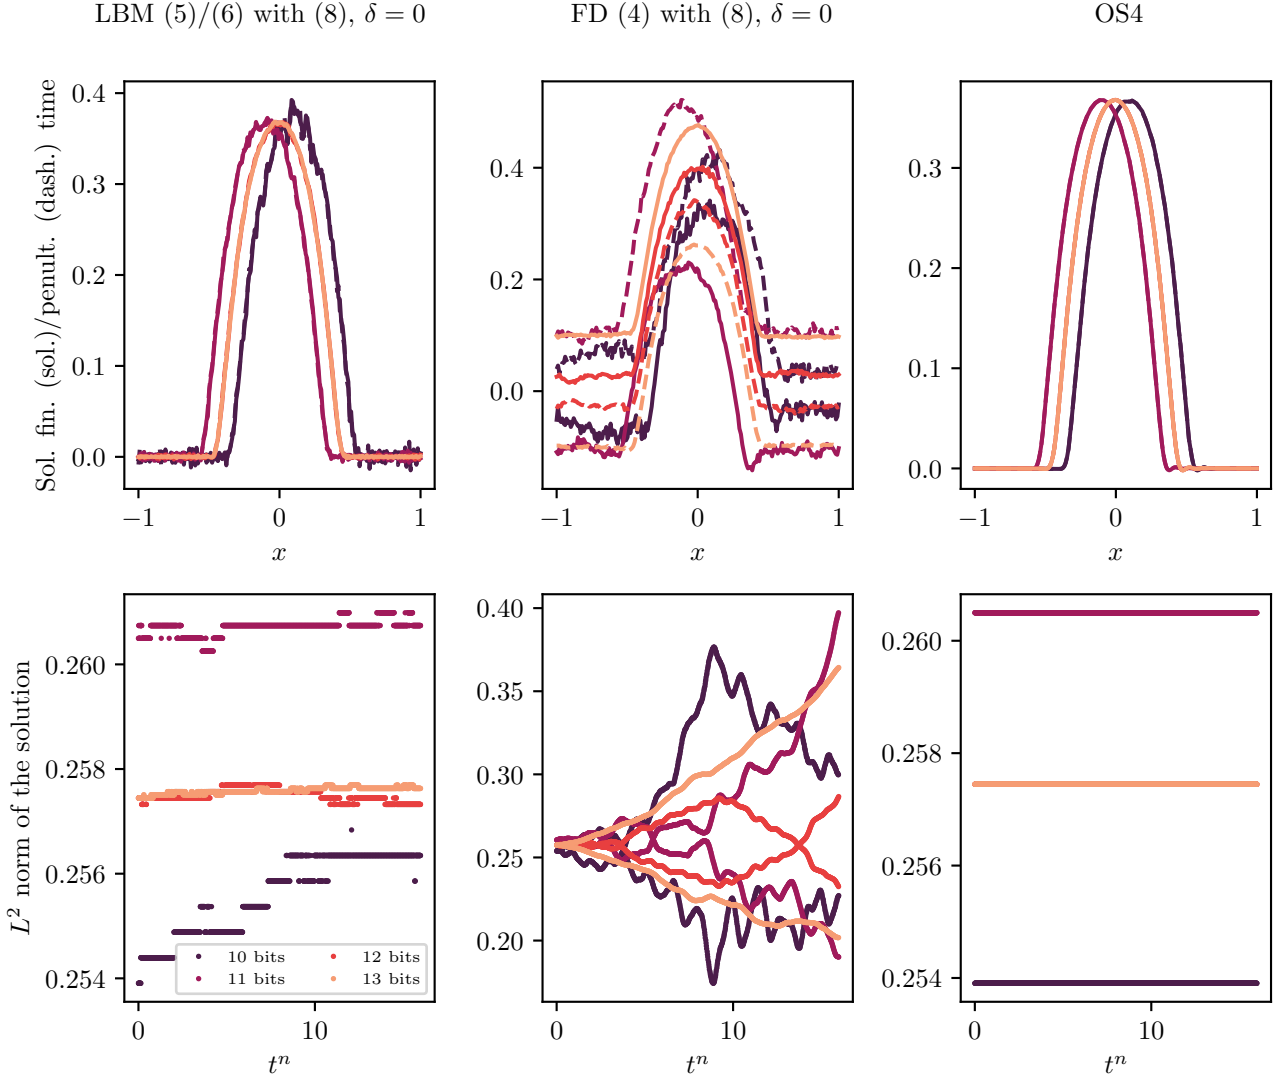 LBM (5)/(6) with (8), δ = 0
FD (4) with (8), δ = 0
OS4
Sol. fin. (sol.)/penult. (dash.) time
0.4
0.3
0.2
0.1
0.0
−1
0
1
x
0.4
0.2
0.0
−1
0
1
x
0.3
0.2
0.1
0.0
−1
0
1
x
L² norm of the solution
0.260
0.258
0.256
0.254
10 bits
11 bits
12 bits
13 bits
0
10
tⁿ
0.40
0.35
0.30
0.25
0.20
0
10
tⁿ
0.260
0.258
0.256
0.254
0
10
tⁿ